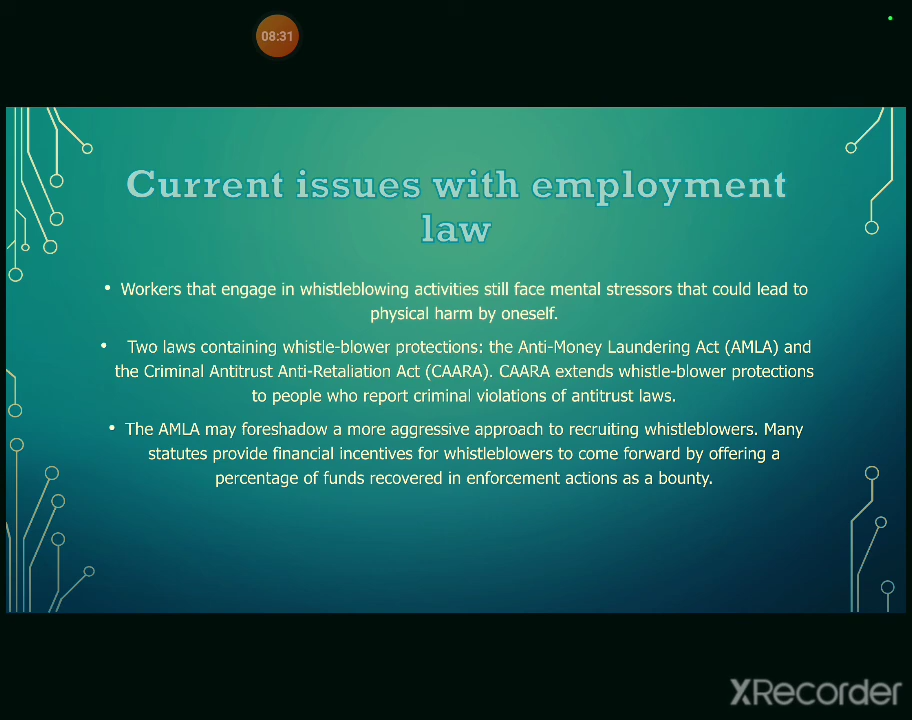 08:31
Current issues with employment
law
• Workers that engage in whistleblowing activities still face mental stressors that could lead to
physical harm by oneself.
• Two laws containing whistle-blower protections: the Anti-Money Laundering Act (AMLA) and
the Criminal Antitrust Anti-Retaliation Act (CAARA). CAARA extends whistle-blower protections
to people who report criminal violations of antitrust laws.
• The AMLA may foreshadow a more aggressive approach to recruiting whistleblowers. Many
statutes provide financial incentives for whistleblowers to come forward by offering a
percentage of funds recovered in enforcement actions as a bounty.
XRecorder